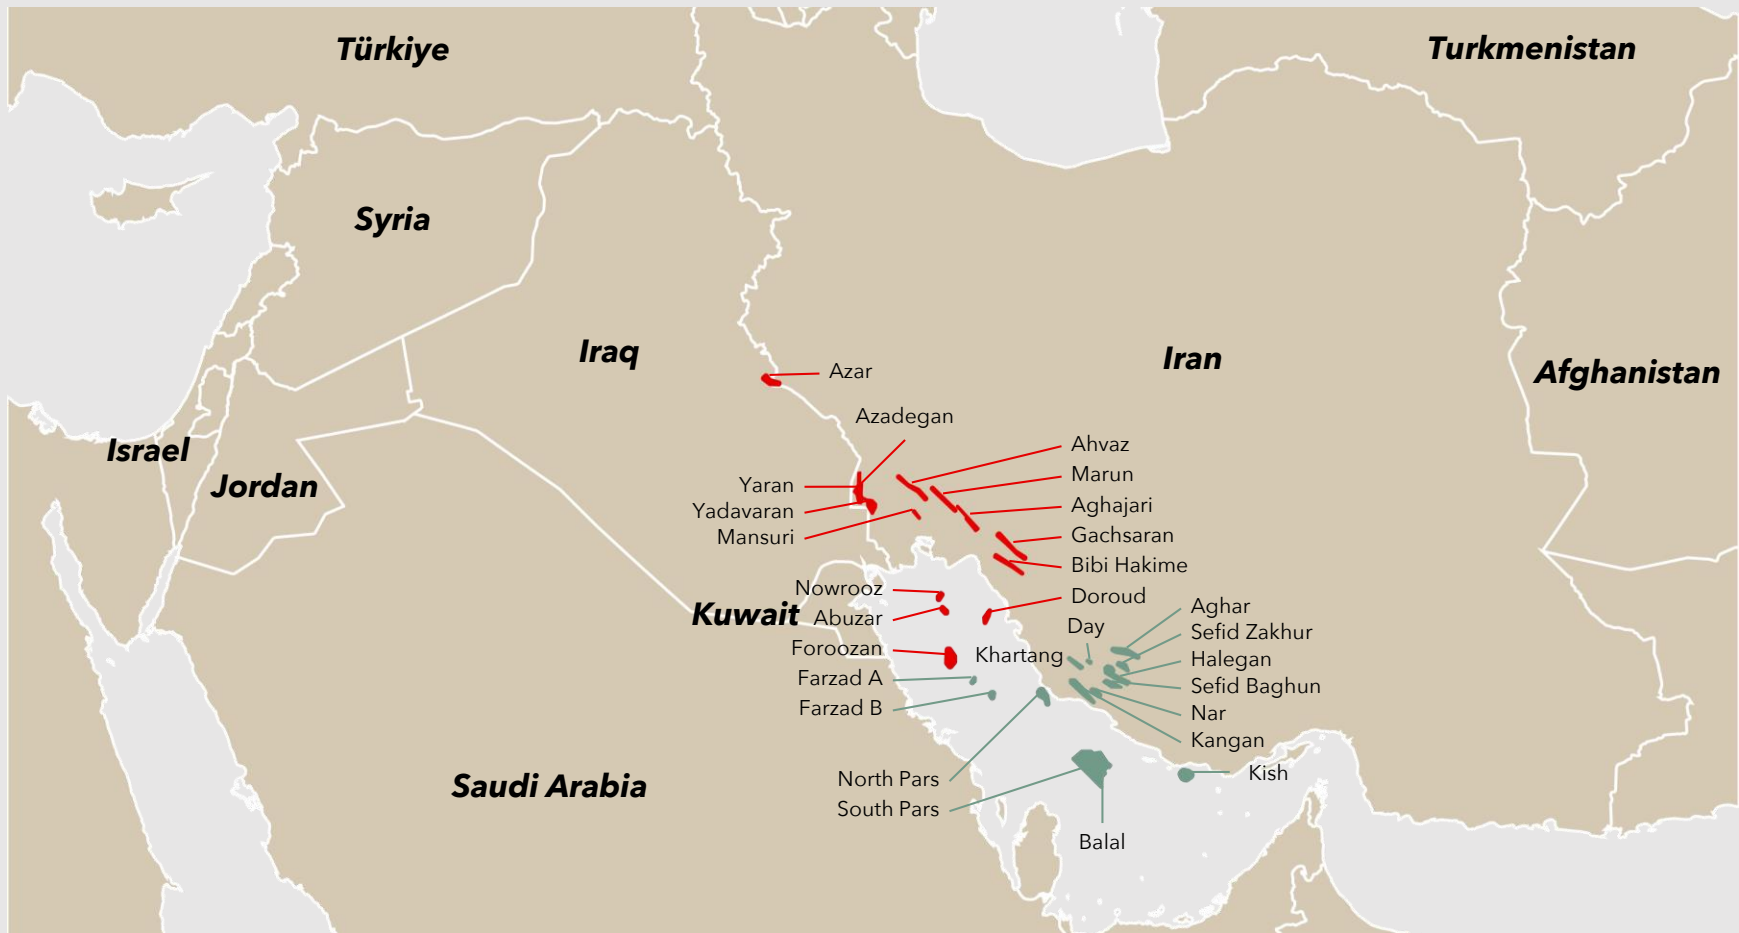 Türkiye
Turkmenistan
Syria
Iraq
Iran
Afghanistan
Azar
Azadegan
Israel
Jordan
Ahvaz
Yaran
Marun
Yadavaran
Aghajari
Mansuri
Gachsaran
Bibi Hakime
Nowrooz
Doroud
Kuwait
Abuzar
Day
Aghar
Sefid Zakhur
Foroozan
Khartang
Halegan
Farzad A
Sefid Baghun
Farzad B
Nar
Kangan
Saudi Arabia
North Pars
Kish
South Pars
Balal